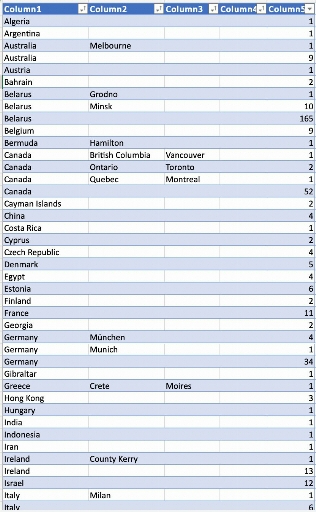 Column1 Column2 Column3 Column4 Column5
Algeria 1
Argentina 1
Australia Melbourne 1
Australia 9
Austria 1
Bahrain 2
Belarus Grodno 1
Belarus Minsk 10
Belarus 165
Belgium 9
Bermuda Hamilton 1
Canada British Columbia Vancouver 1
Canada Ontario Toronto 2
Canada Quebec Montreal 1
Canada 52
Cayman Islands 2
China 4
Costa Rica 1
Cyprus 2
Czech Republic 4
Denmark 5
Egypt 4
Estonia 6
Finland 2
France 11
Georgia 2
Germany München 4
Germany Munich 1
Germany 34
Gibraltar 1
Greece Crete Moires 1
Hong Kong 3
Hungary 1
India 1
Indonesia 1
Iran 1
Ireland County Kerry 1
Ireland 13
Israel 12
Italy Milan 1
Italy 6